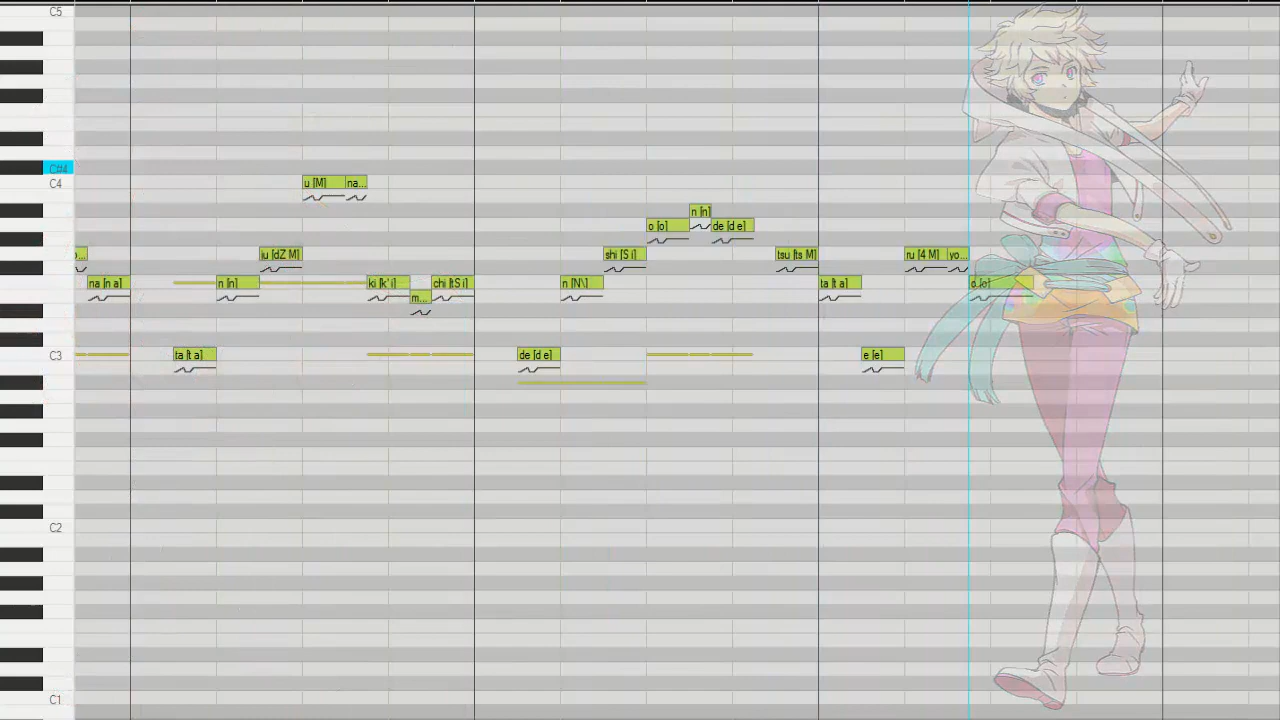 C5
C#4
C4
u [M] na...
n [n]
o [o] de [d e]
ju [dZ M] shi [S i] tsu [ts M] ru [4 M] yo...
na [n a] n [n] ki [k' i] chi [tS i] n [N\] ta [t a] o [o]
m...
C3
ta [t a] de [d e] e [e]
C2
C1